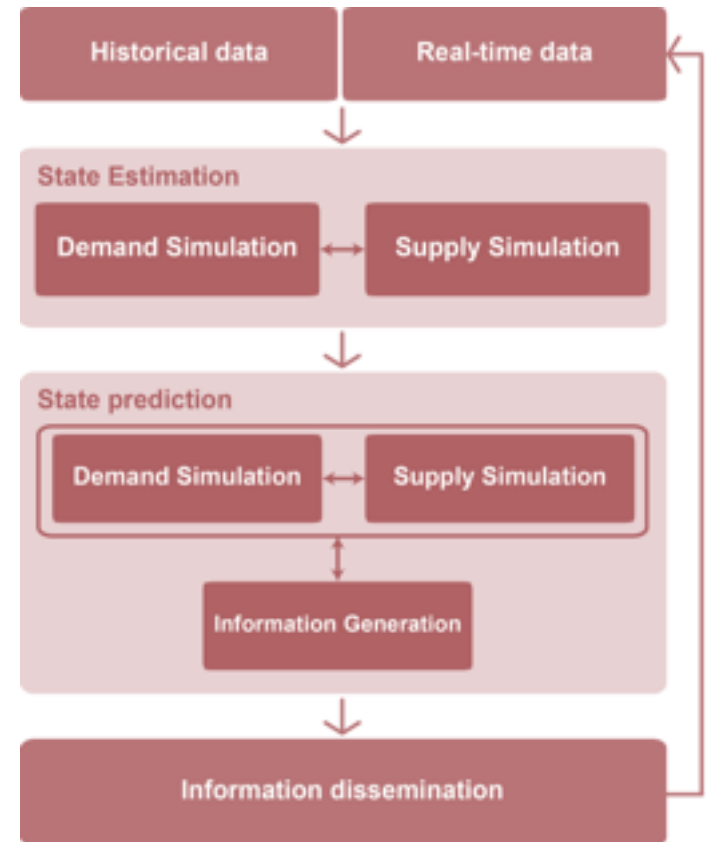 Historical data
Real-time data
State Estimation
Demand Simulation
Supply Simulation
State prediction
Demand Simulation
Supply Simulation
Information Generation
Information dissemination